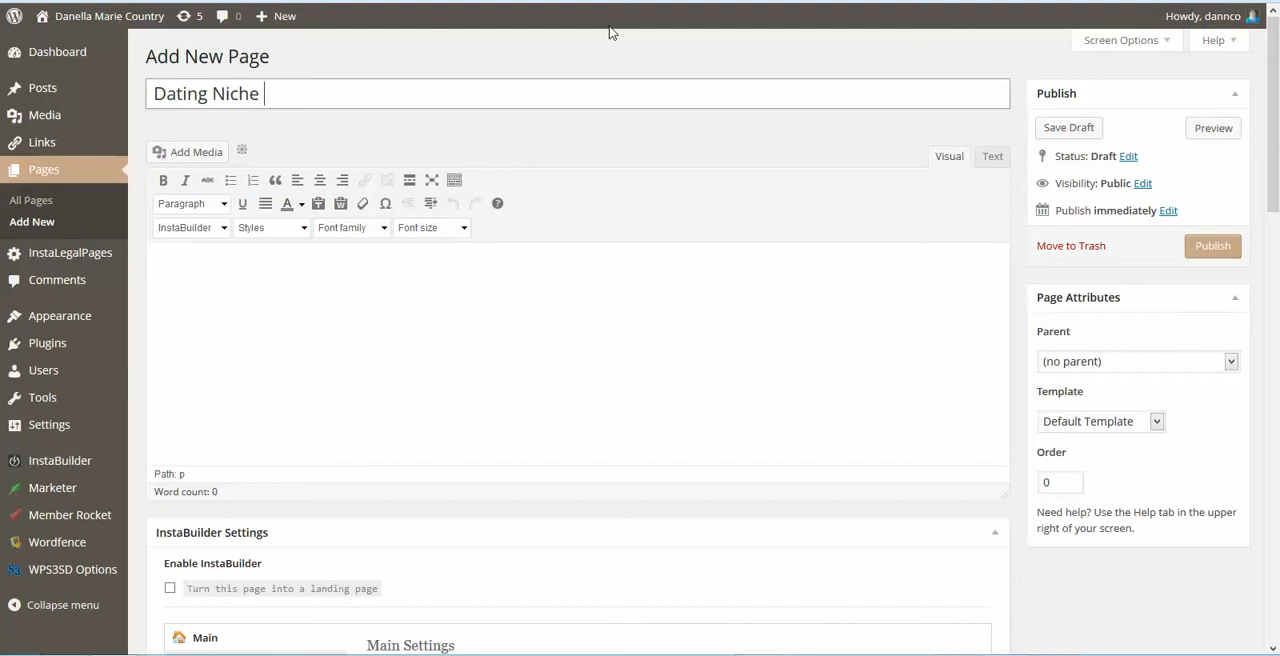 Danella Marie Country 5 0 New Howdy, dannco
Screen Options Help
Dashboard
Posts
Media
Links
Pages
All Pages
Add New
InstaLegalPages
Comments
Appearance
Plugins
Users
Tools
Settings
InstaBuilder
Marketer
Member Rocket
Wordfence
WPS3SD Options
Collapse menu
Add New Page
Dating Niche
Add Media
Visual Text
B I ABC
Paragraph U A Ω
InstaBuilder Styles Font family Font size
Path: p
Word count: 0
InstaBuilder Settings
Enable InstaBuilder
Turn this page into a landing page
Main
Main Settings
Publish
Save Draft Preview
Status: Draft Edit
Visibility: Public Edit
Publish immediately Edit
Move to Trash Publish
Page Attributes
Parent
(no parent)
Template
Default Template
Order
0
Need help? Use the Help tab in the upper
right of your screen.